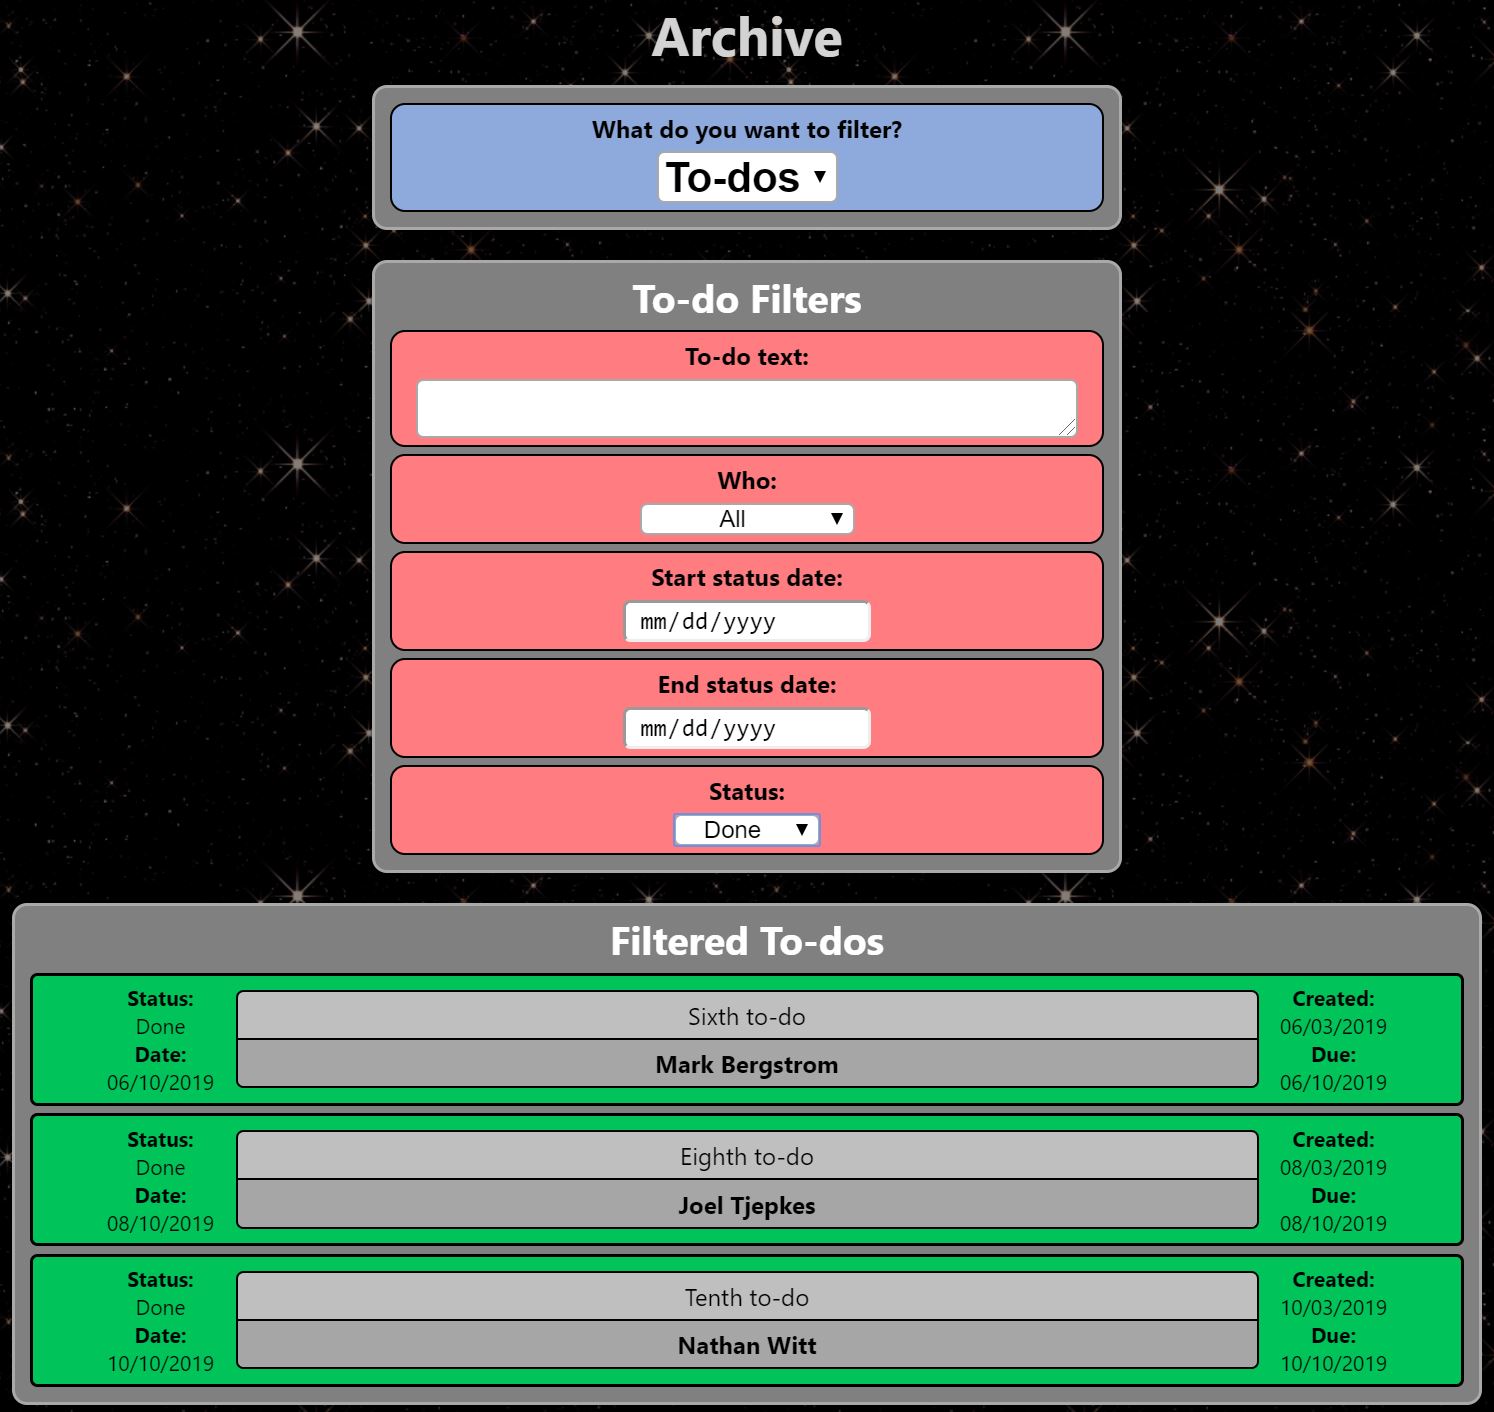 Archive
What do you want to filter?
To-dos
To-do Filters
To-do text:
Who:
All
Start status date:
mm/dd/yyyy
End status date:
mm/dd/yyyy
Status:
Done
Filtered To-dos
Status:
Done
Date:
06/10/2019
Sixth to-do
Mark Bergstrom
Created:
06/03/2019
Due:
06/10/2019
Status:
Done
Date:
08/10/2019
Eighth to-do
Joel Tjepkes
Created:
08/03/2019
Due:
08/10/2019
Status:
Done
Date:
10/10/2019
Tenth to-do
Nathan Witt
Created:
10/03/2019
Due:
10/10/2019